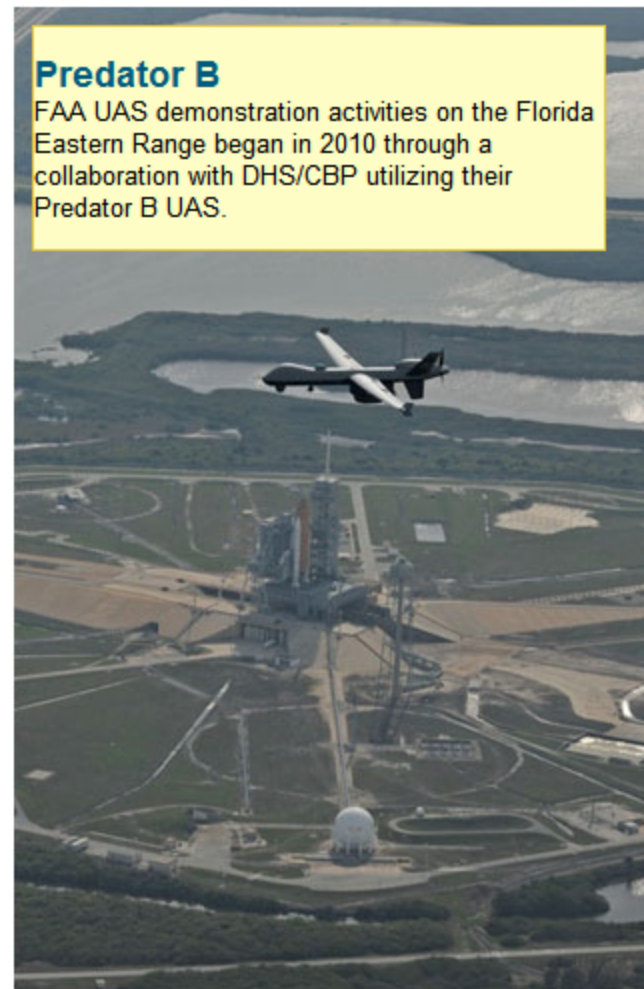 Predator B
FAA UAS demonstration activities on the Florida
Eastern Range began in 2010 through a
collaboration with DHS/CBP utilizing their
Predator B UAS.